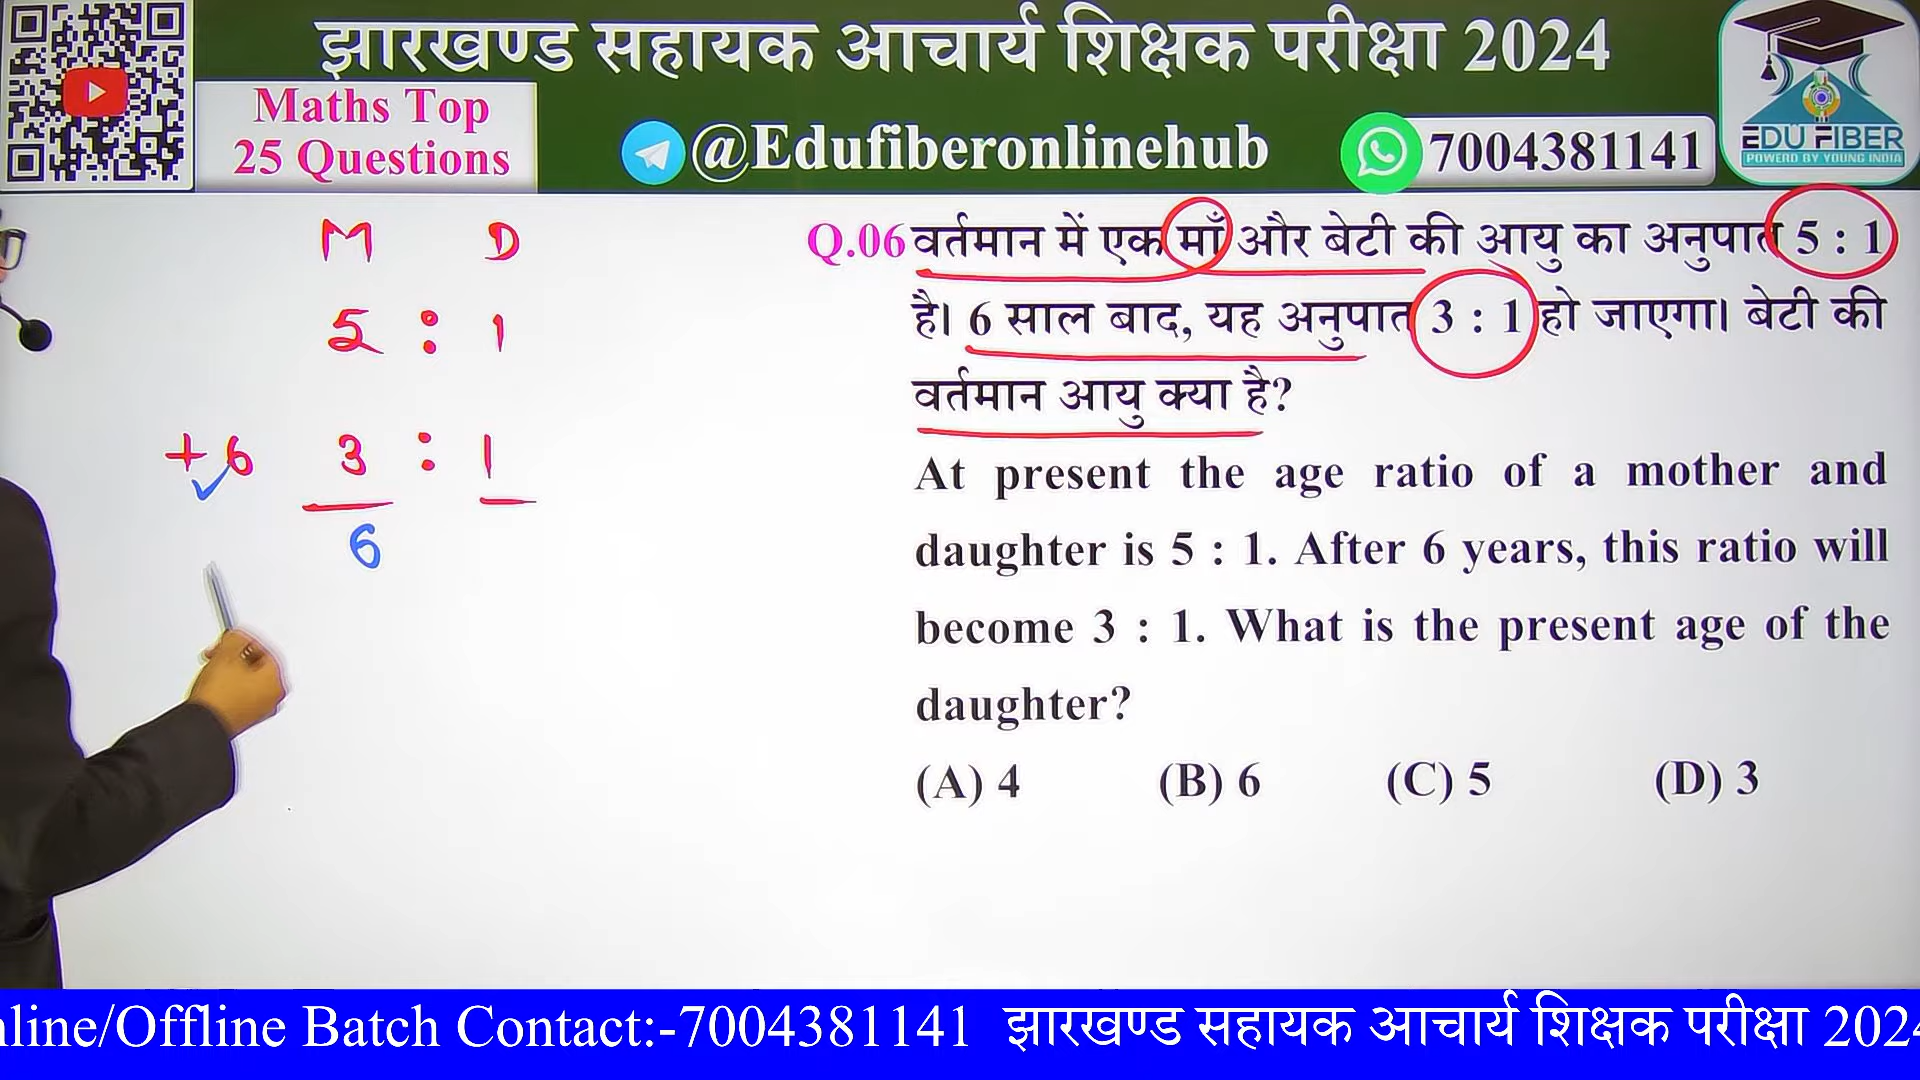 झारखण्ड सहायक आचार्य शिक्षक परीक्षा 2024
Maths Top
25 Questions
@Edufiberonlinehub
7004381141
EDU FIBER
POWERD BY YOUNG INDIA
M D
5 : 1
+6 3 : 1
6
Q.06 वर्तमान में एक माँ और बेटी की आयु का अनुपात 5 : 1
है। 6 साल बाद, यह अनुपात 3 : 1 हो जाएगा। बेटी की
वर्तमान आयु क्या है?
At present the age ratio of a mother and
daughter is 5 : 1. After 6 years, this ratio will
become 3 : 1. What is the present age of the
daughter?
(A) 4 (B) 6 (C) 5 (D) 3
nline/Offline Batch Contact:-7004381141 झारखण्ड सहायक आचार्य शिक्षक परीक्षा 2024